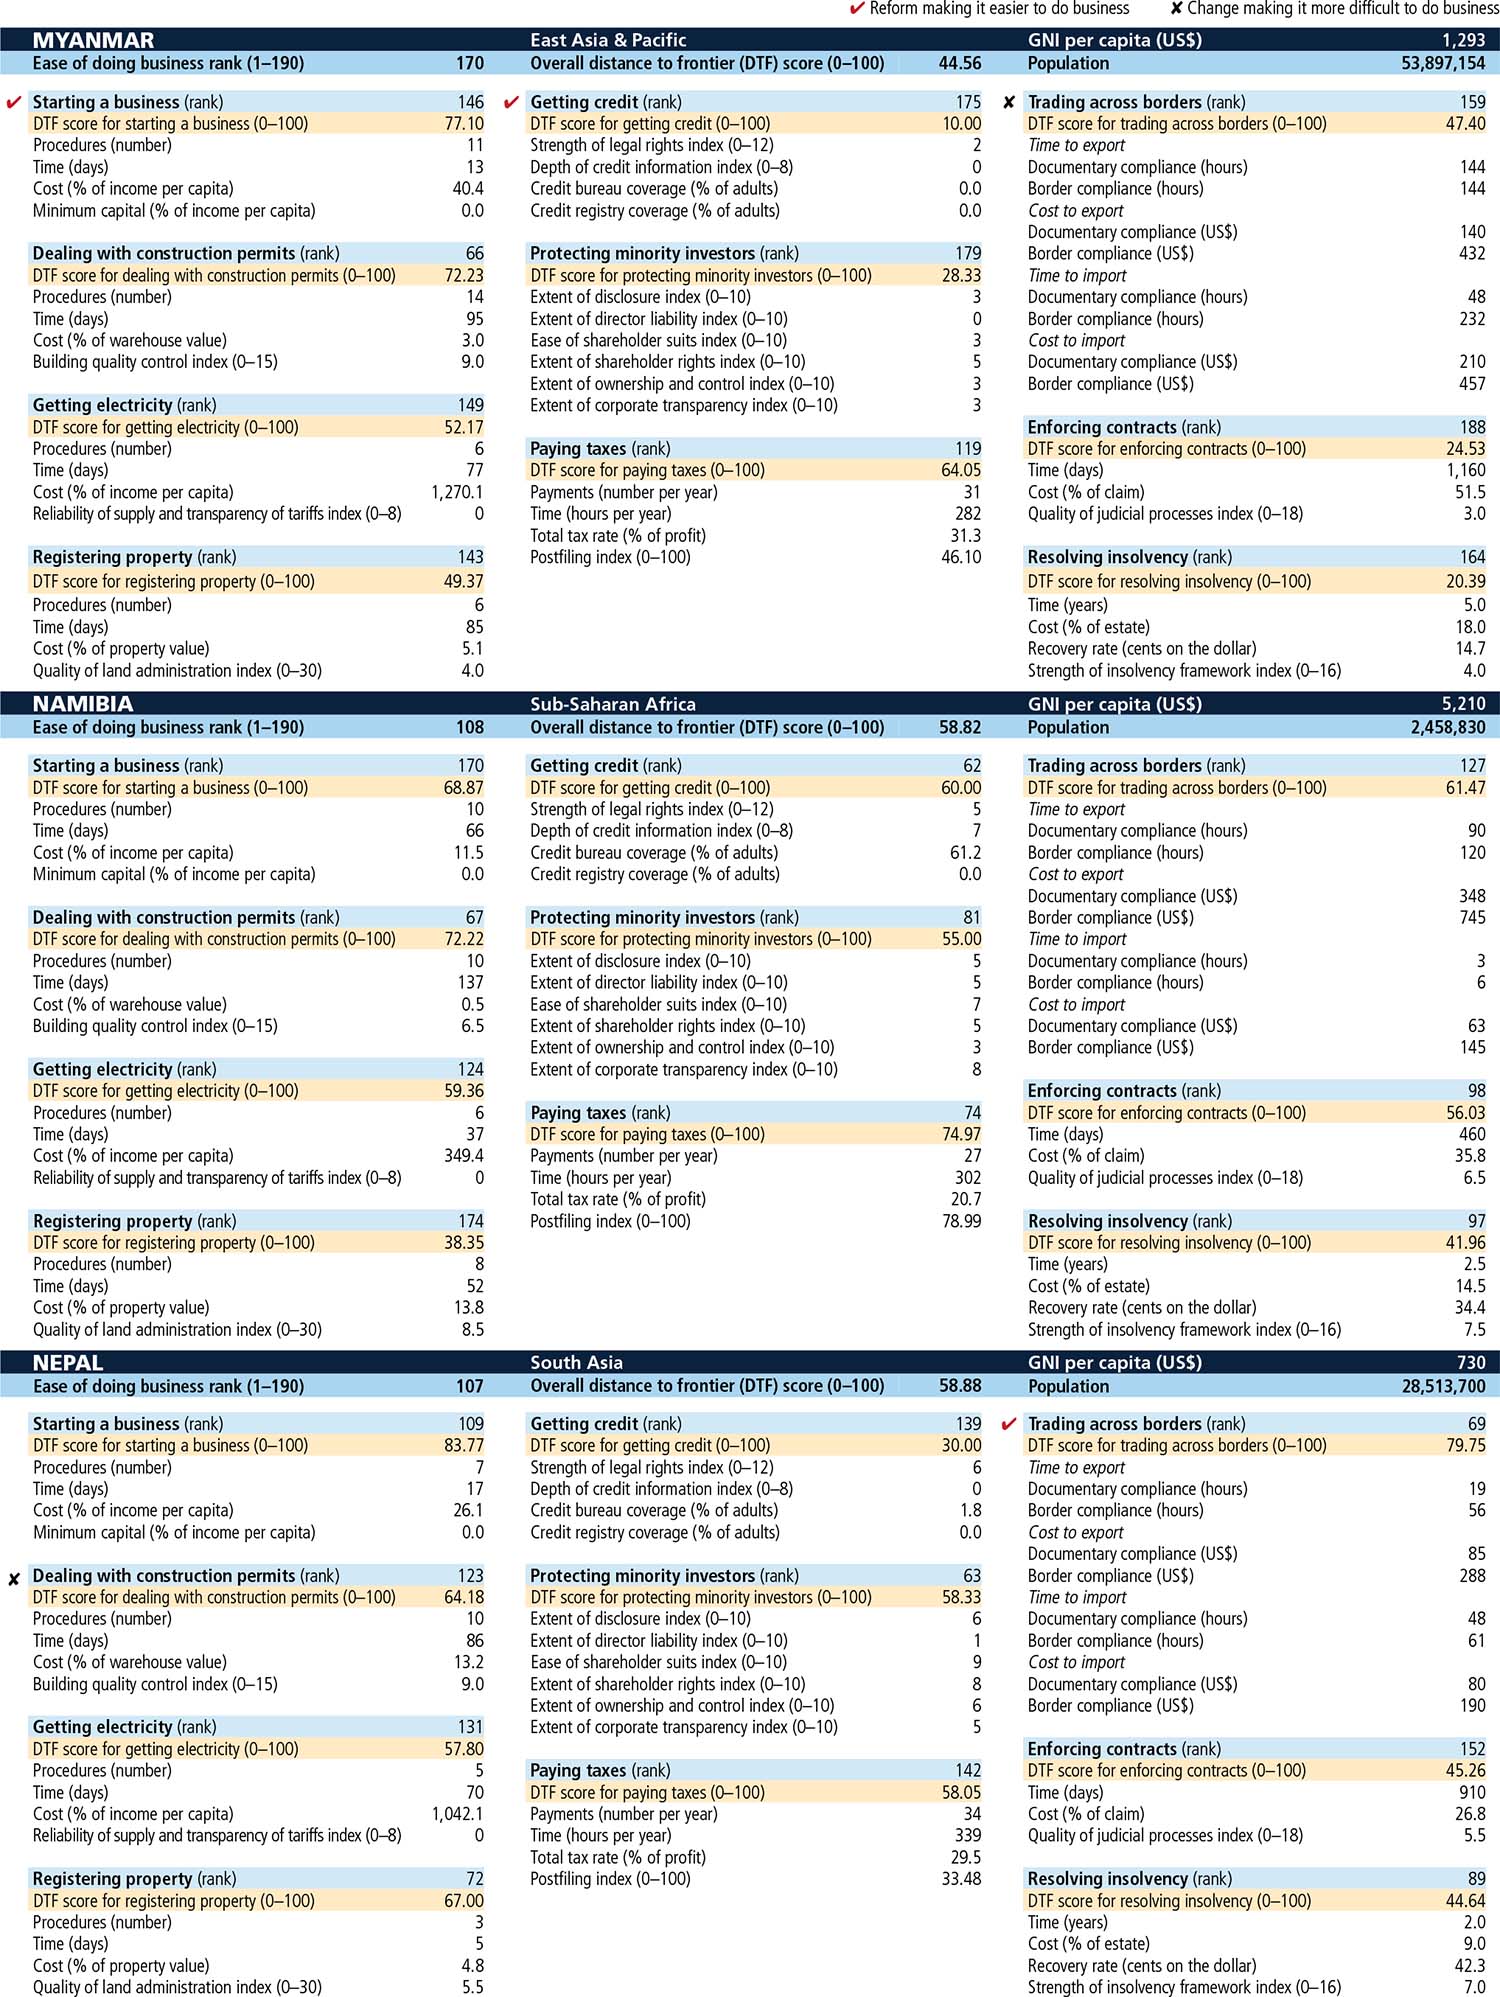 ✔ Reform making it easier to do business ✘ Change making it more difficult to do business
MYANMAR East Asia & Pacific GNI per capita (US$) 1,293
Ease of doing business rank (1–190) 170 Overall distance to frontier (DTF) score (0–100) 44.56 Population 53,897,154
✔ Starting a business (rank) 146
DTF score for starting a business (0–100) 77.10
Procedures (number) 11
Time (days) 13
Cost (% of income per capita) 40.4
Minimum capital (% of income per capita) 0.0
Dealing with construction permits (rank) 66
DTF score for dealing with construction permits (0–100) 72.23
Procedures (number) 14
Time (days) 95
Cost (% of warehouse value) 3.0
Building quality control index (0–15) 9.0
Getting electricity (rank) 149
DTF score for getting electricity (0–100) 52.17
Procedures (number) 6
Time (days) 77
Cost (% of income per capita) 1,270.1
Reliability of supply and transparency of tariffs index (0–8) 0
Registering property (rank) 143
DTF score for registering property (0–100) 49.37
Procedures (number) 6
Time (days) 85
Cost (% of property value) 5.1
Quality of land administration index (0–30) 4.0
✔ Getting credit (rank) 175
DTF score for getting credit (0–100) 10.00
Strength of legal rights index (0–12) 2
Depth of credit information index (0–8) 0
Credit bureau coverage (% of adults) 0.0
Credit registry coverage (% of adults) 0.0
Protecting minority investors (rank) 179
DTF score for protecting minority investors (0–100) 28.33
Extent of disclosure index (0–10) 3
Extent of director liability index (0–10) 0
Ease of shareholder suits index (0–10) 3
Extent of shareholder rights index (0–10) 5
Extent of ownership and control index (0–10) 3
Extent of corporate transparency index (0–10) 3
Paying taxes (rank) 119
DTF score for paying taxes (0–100) 64.05
Payments (number per year) 31
Time (hours per year) 282
Total tax rate (% of profit) 31.3
Postfiling index (0–100) 46.10
✘ Trading across borders (rank) 159
DTF score for trading across borders (0–100) 47.40
Time to export
Documentary compliance (hours) 144
Border compliance (hours) 144
Cost to export
Documentary compliance (US$) 140
Border compliance (US$) 432
Time to import
Documentary compliance (hours) 48
Border compliance (hours) 232
Cost to import
Documentary compliance (US$) 210
Border compliance (US$) 457
Enforcing contracts (rank) 188
DTF score for enforcing contracts (0–100) 24.53
Time (days) 1,160
Cost (% of claim) 51.5
Quality of judicial processes index (0–18) 3.0
Resolving insolvency (rank) 164
DTF score for resolving insolvency (0–100) 20.39
Time (years) 5.0
Cost (% of estate) 18.0
Recovery rate (cents on the dollar) 14.7
Strength of insolvency framework index (0–16) 4.0
NAMIBIA Sub-Saharan Africa GNI per capita (US$) 5,210
Ease of doing business rank (1–190) 108 Overall distance to frontier (DTF) score (0–100) 58.82 Population 2,458,830
Starting a business (rank) 170
DTF score for starting a business (0–100) 68.87
Procedures (number) 10
Time (days) 66
Cost (% of income per capita) 11.5
Minimum capital (% of income per capita) 0.0
Dealing with construction permits (rank) 67
DTF score for dealing with construction permits (0–100) 72.22
Procedures (number) 10
Time (days) 137
Cost (% of warehouse value) 0.5
Building quality control index (0–15) 6.5
Getting electricity (rank) 124
DTF score for getting electricity (0–100) 59.36
Procedures (number) 6
Time (days) 37
Cost (% of income per capita) 349.4
Reliability of supply and transparency of tariffs index (0–8) 0
Registering property (rank) 174
DTF score for registering property (0–100) 38.35
Procedures (number) 8
Time (days) 52
Cost (% of property value) 13.8
Quality of land administration index (0–30) 8.5
Getting credit (rank) 62
DTF score for getting credit (0–100) 60.00
Strength of legal rights index (0–12) 5
Depth of credit information index (0–8) 7
Credit bureau coverage (% of adults) 61.2
Credit registry coverage (% of adults) 0.0
Protecting minority investors (rank) 81
DTF score for protecting minority investors (0–100) 55.00
Extent of disclosure index (0–10) 5
Extent of director liability index (0–10) 5
Ease of shareholder suits index (0–10) 7
Extent of shareholder rights index (0–10) 5
Extent of ownership and control index (0–10) 3
Extent of corporate transparency index (0–10) 8
Paying taxes (rank) 74
DTF score for paying taxes (0–100) 74.97
Payments (number per year) 27
Time (hours per year) 302
Total tax rate (% of profit) 20.7
Postfiling index (0–100) 78.99
Trading across borders (rank) 127
DTF score for trading across borders (0–100) 61.47
Time to export
Documentary compliance (hours) 90
Border compliance (hours) 120
Cost to export
Documentary compliance (US$) 348
Border compliance (US$) 745
Time to import
Documentary compliance (hours) 3
Border compliance (hours) 6
Cost to import
Documentary compliance (US$) 63
Border compliance (US$) 145
Enforcing contracts (rank) 98
DTF score for enforcing contracts (0–100) 56.03
Time (days) 460
Cost (% of claim) 35.8
Quality of judicial processes index (0–18) 6.5
Resolving insolvency (rank) 97
DTF score for resolving insolvency (0–100) 41.96
Time (years) 2.5
Cost (% of estate) 14.5
Recovery rate (cents on the dollar) 34.4
Strength of insolvency framework index (0–16) 7.5
NEPAL South Asia GNI per capita (US$) 730
Ease of doing business rank (1–190) 107 Overall distance to frontier (DTF) score (0–100) 58.88 Population 28,513,700
Starting a business (rank) 109
DTF score for starting a business (0–100) 83.77
Procedures (number) 7
Time (days) 17
Cost (% of income per capita) 26.1
Minimum capital (% of income per capita) 0.0
✘ Dealing with construction permits (rank) 123
DTF score for dealing with construction permits (0–100) 64.18
Procedures (number) 10
Time (days) 86
Cost (% of warehouse value) 13.2
Building quality control index (0–15) 9.0
Getting electricity (rank) 131
DTF score for getting electricity (0–100) 57.80
Procedures (number) 5
Time (days) 70
Cost (% of income per capita) 1,042.1
Reliability of supply and transparency of tariffs index (0–8) 0
Registering property (rank) 72
DTF score for registering property (0–100) 67.00
Procedures (number) 3
Time (days) 5
Cost (% of property value) 4.8
Quality of land administration index (0–30) 5.5
Getting credit (rank) 139
DTF score for getting credit (0–100) 30.00
Strength of legal rights index (0–12) 6
Depth of credit information index (0–8) 0
Credit bureau coverage (% of adults) 1.8
Credit registry coverage (% of adults) 0.0
Protecting minority investors (rank) 63
DTF score for protecting minority investors (0–100) 58.33
Extent of disclosure index (0–10) 6
Extent of director liability index (0–10) 1
Ease of shareholder suits index (0–10) 9
Extent of shareholder rights index (0–10) 8
Extent of ownership and control index (0–10) 6
Extent of corporate transparency index (0–10) 5
Paying taxes (rank) 142
DTF score for paying taxes (0–100) 58.05
Payments (number per year) 34
Time (hours per year) 339
Total tax rate (% of profit) 29.5
Postfiling index (0–100) 33.48
✔ Trading across borders (rank) 69
DTF score for trading across borders (0–100) 79.75
Time to export
Documentary compliance (hours) 19
Border compliance (hours) 56
Cost to export
Documentary compliance (US$) 85
Border compliance (US$) 288
Time to import
Documentary compliance (hours) 48
Border compliance (hours) 61
Cost to import
Documentary compliance (US$) 80
Border compliance (US$) 190
Enforcing contracts (rank) 152
DTF score for enforcing contracts (0–100) 45.26
Time (days) 910
Cost (% of claim) 26.8
Quality of judicial processes index (0–18) 5.5
Resolving insolvency (rank) 89
DTF score for resolving insolvency (0–100) 44.64
Time (years) 2.0
Cost (% of estate) 9.0
Recovery rate (cents on the dollar) 42.3
Strength of insolvency framework index (0–16) 7.0